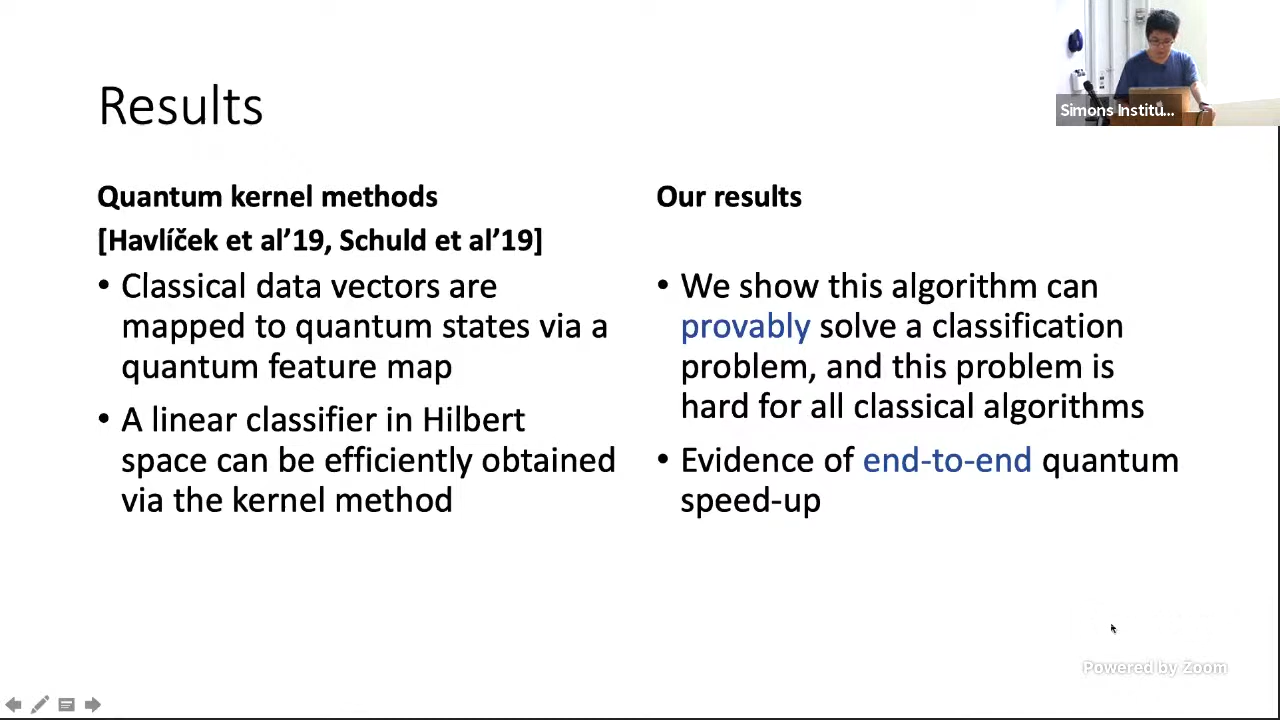 Results
Quantum kernel methods
[Havlíček et al’19, Schuld et al’19]
• Classical data vectors are
mapped to quantum states via a
quantum feature map
• A linear classifier in Hilbert
space can be efficiently obtained
via the kernel method
Our results
• We show this algorithm can
provably solve a classification
problem, and this problem is
hard for all classical algorithms
• Evidence of end-to-end quantum
speed-up
Simons Institu...
Powered by Zoom